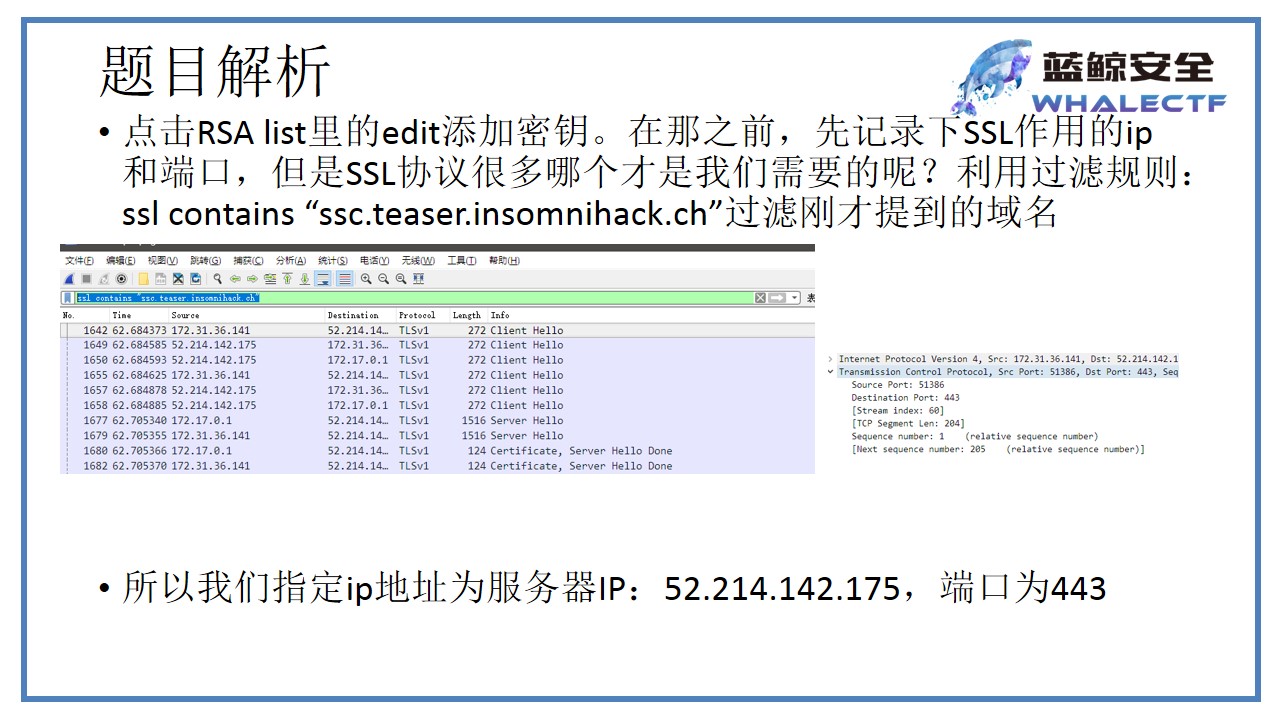 题目解析
蓝鲸安全
WHALECTF
• 点击RSA list里的edit添加密钥。在那之前，先记录下SSL作用的ip
和端口，但是SSL协议很多哪个才是我们需要的呢？利用过滤规则：
ssl contains “ssc.teaser.insomnihack.ch”过滤刚才提到的域名
文件(F) 编辑(E) 视图(V) 跳转(G) 捕获(C) 分析(A) 统计(S) 电话(Y) 无线(W) 工具(T) 帮助(H)
ssl contains "ssc.teaser.insomnihack.ch" 表
No. Time Source Destination Protocol Length Info
1642 62.684373 172.31.36.141 52.214.14… TLSv1 272 Client Hello
1649 62.684585 52.214.142.175 172.31.36… TLSv1 272 Client Hello
1650 62.684593 52.214.142.175 172.17.0.1 TLSv1 272 Client Hello
1655 62.684625 172.31.36.141 52.214.14… TLSv1 272 Client Hello
1657 62.684878 52.214.142.175 172.31.36… TLSv1 272 Client Hello
1658 62.684885 52.214.142.175 172.17.0.1 TLSv1 272 Client Hello
1677 62.705340 172.17.0.1 52.214.14… TLSv1 1516 Server Hello
1679 62.705355 172.31.36.141 52.214.14… TLSv1 1516 Server Hello
1680 62.705366 172.17.0.1 52.214.14… TLSv1 124 Certificate, Server Hello Done
1682 62.705370 172.31.36.141 52.214.14… TLSv1 124 Certificate, Server Hello Done
Internet Protocol Version 4, Src: 172.31.36.141, Dst: 52.214.142.1
Transmission Control Protocol, Src Port: 51386, Dst Port: 443, Seq
Source Port: 51386
Destination Port: 443
[Stream index: 60]
[TCP Segment Len: 204]
Sequence number: 1 (relative sequence number)
[Next sequence number: 205 (relative sequence number)]
• 所以我们指定ip地址为服务器IP：52.214.142.175，端口为443